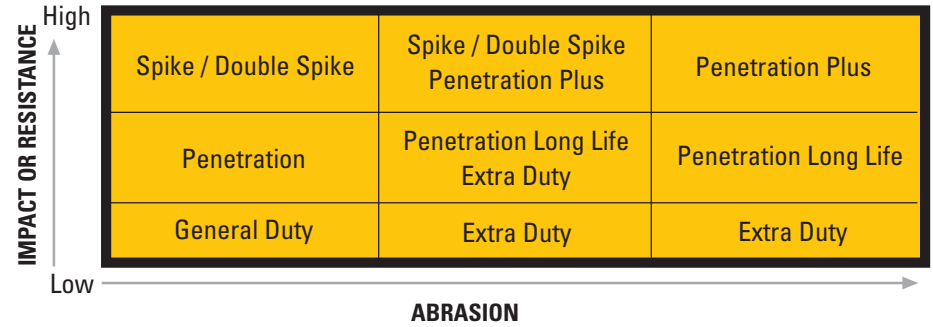 High
IMPACT OR RESISTANCE
Spike / Double Spike
Spike / Double Spike
Penetration Plus
Penetration Plus
Penetration
Penetration Long Life
Extra Duty
Penetration Long Life
General Duty
Extra Duty
Extra Duty
Low
ABRASION